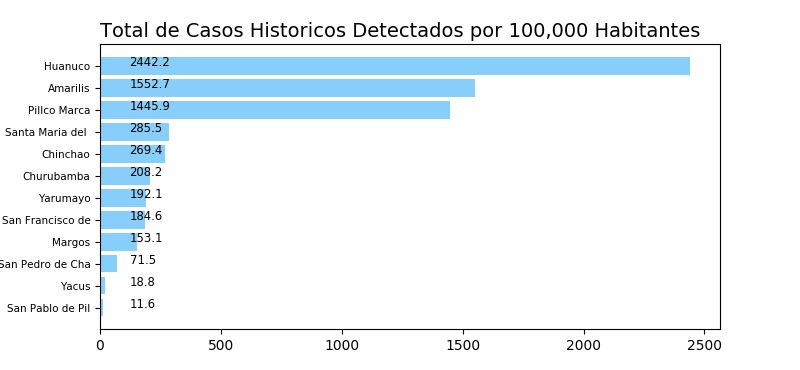 Total de Casos Historicos Detectados por 100,000 Habitantes
Huanuco 2442.2
Amarilis 1552.7
Pillco Marca 1445.9
Santa Maria del 285.5
Chinchao 269.4
Churubamba 208.2
Yarumayo 192.1
San Francisco de 184.6
Margos 153.1
San Pedro de Cha 71.5
Yacus 18.8
San Pablo de Pil 11.6
0 500 1000 1500 2000 2500